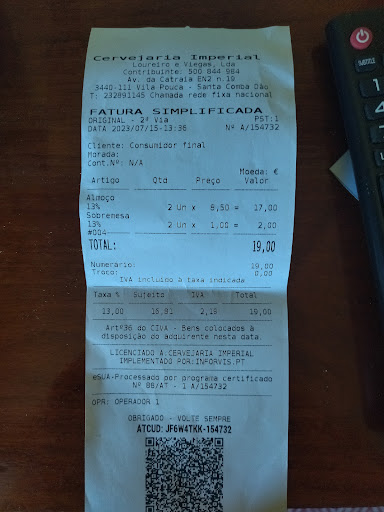 Cervejaria Imperial
Loureiro e Viegas, Lda
Contribuinte: 500 844 984
Av. da Catraia EN2 n.19
3440-111 Vila Pouca - Santa Comba Dão
T: 232891145 Chamada rede fixa nacional
FATURA SIMPLIFICADA
ORIGINAL - 2ª Via PST:1
DATA 2023/07/15-13:36 Nº A/154732
Cliente: Consumidor final
Morada:
Cont.Nº: N/A
Moeda: €
Artigo Qtd Preço Valor
Almoço
13% 2 Un x 8,50 = 17,00
Sobremesa
13% 2 Un x 1,00 = 2,00
#004
TOTAL: 19,00
Numerario: 19,00
Troco: 0,00
IVA incluido à taxa indicada
Taxa % Sujeito IVA Total
13,00 16,81 2,19 19,00
Artº36 do CIVA - Bens colocados à
disposição do adquirente nesta data.
LICENCIADO A:CERVEJARIA IMPERIAL
IMPLEMENTADO POR:INFORVIS.PT
eSUA-Processado por programa certificado
Nº 86/AT - 1 A/154732
OPR: OPERADOR 1
OBRIGADO - VOLTE SEMPRE
ATCUD: JF6W4TKK-154732